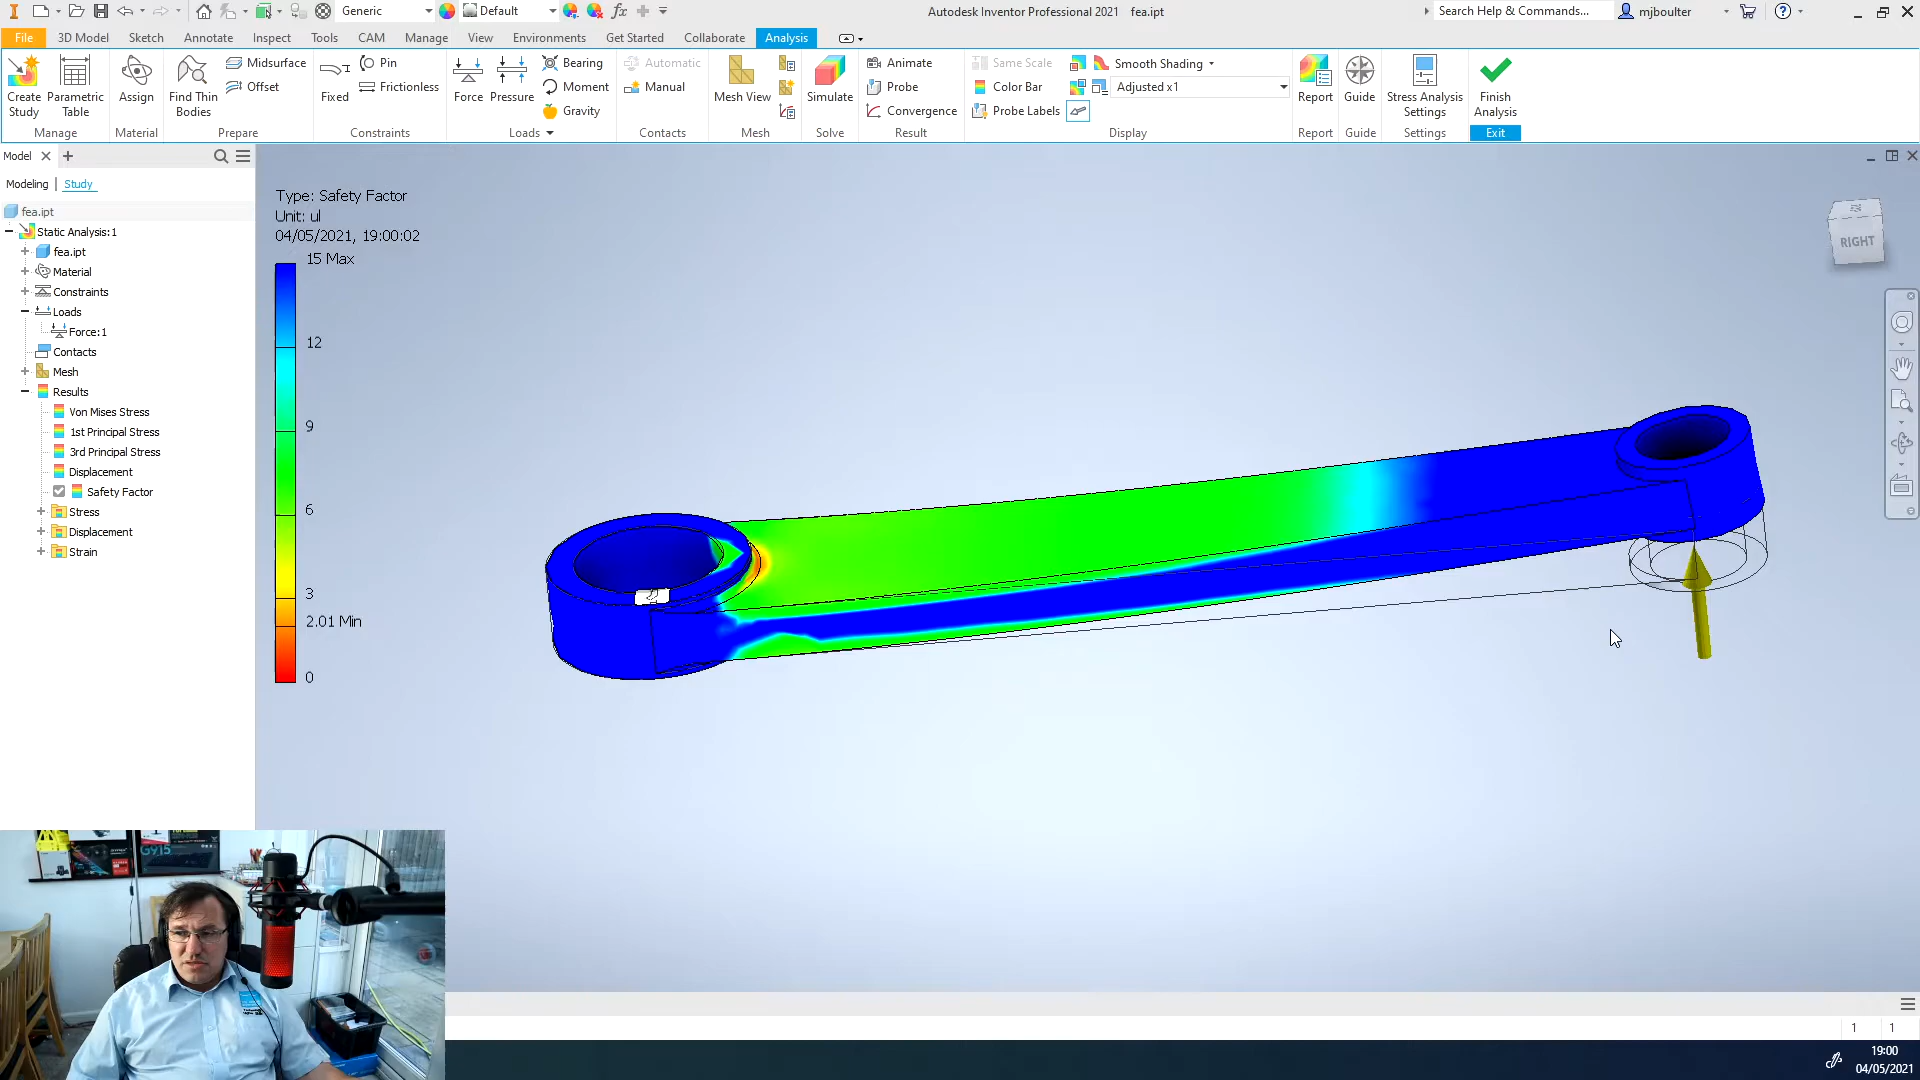 Generic
Default
Autodesk Inventor Professional 2021 fea.ipt
Search Help & Commands...
mjboulter
File
3D Model
Sketch
Annotate
Inspect
Tools
CAM
Manage
View
Environments
Get Started
Collaborate
Analysis
Create Study
Parametric Table
Assign
Find Thin Bodies
Midsurface
Offset
Fixed
Pin
Frictionless
Force
Pressure
Bearing
Moment
Gravity
Automatic
Manual
Mesh View
Simulate
Animate
Probe
Convergence
Same Scale
Color Bar
Probe Labels
Smooth Shading
Adjusted x1
Report
Guide
Stress Analysis Settings
Finish Analysis
Manage
Material
Prepare
Constraints
Loads
Contacts
Mesh
Solve
Result
Display
Report
Guide
Settings
Exit
Model
Modeling
Study
fea.ipt
Static Analysis:1
fea.ipt
Material
Constraints
Loads
Force:1
Contacts
Mesh
Results
Von Mises Stress
1st Principal Stress
3rd Principal Stress
Displacement
Safety Factor
Stress
Displacement
Strain
Type: Safety Factor
Unit: ul
04/05/2021, 19:00:02
15 Max
12
9
6
3
2.01 Min
0
RIGHT
1 1
19:00
04/05/2021